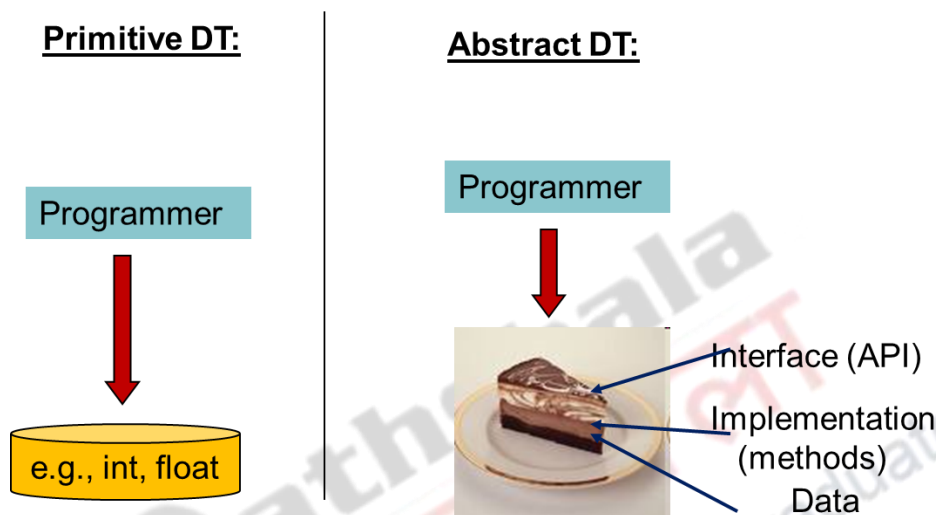 Primitive DT:
Programmer
e.g., int, float
Abstract DT:
Programmer
Interface (API)
Implementation
(methods)
Data